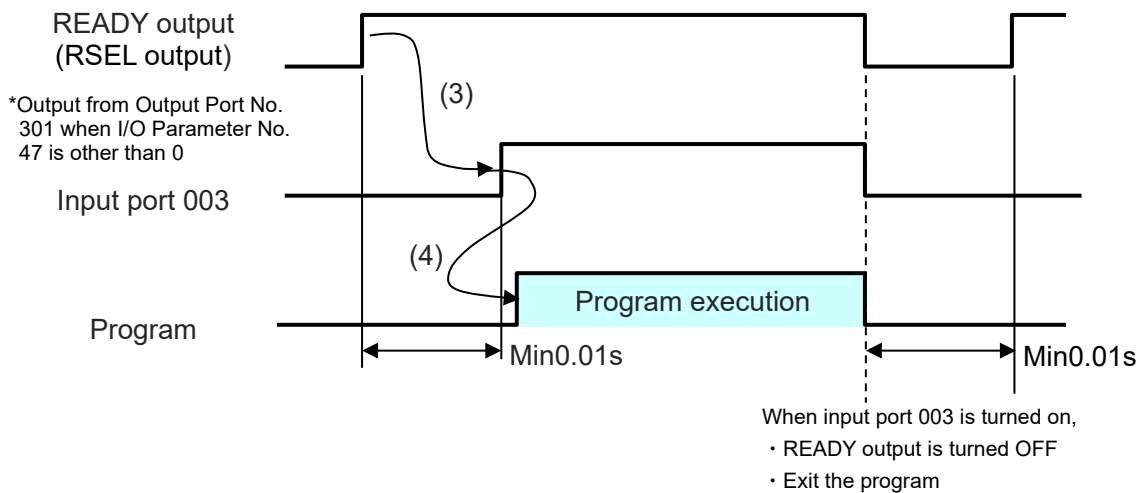 READY output
(RSEL output)
*Output from Output Port No.
301 when I/O Parameter No.
47 is other than 0
(3)
Input port 003
(4)
Program execution
Program
Min0.01s
Min0.01s
When input port 003 is turned on,
・READY output is turned OFF
・Exit the program